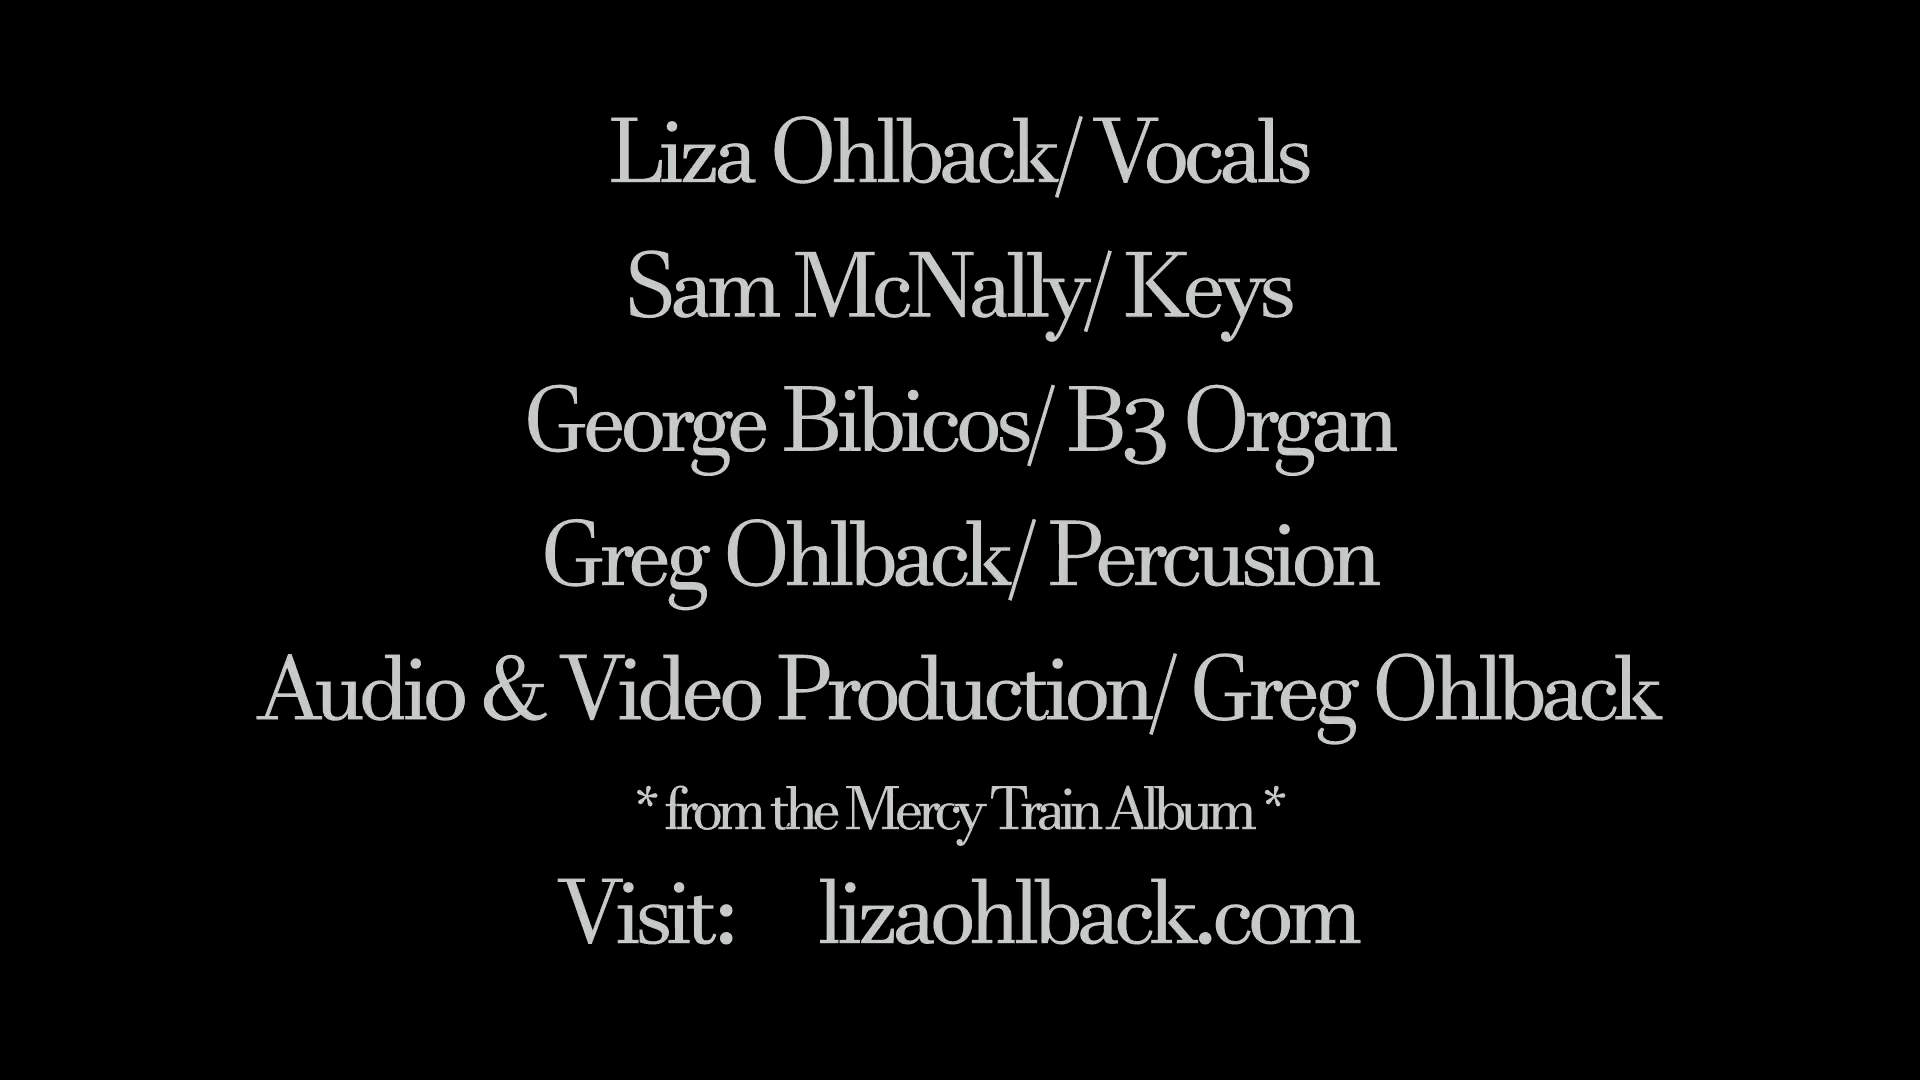 Liza Ohlback/ Vocals
Sam McNally/ Keys
George Bibicos/ B3 Organ
Greg Ohlback/ Percusion
Audio & Video Production/ Greg Ohlback
* from the Mercy Train Album *
Visit: lizaohlback.com